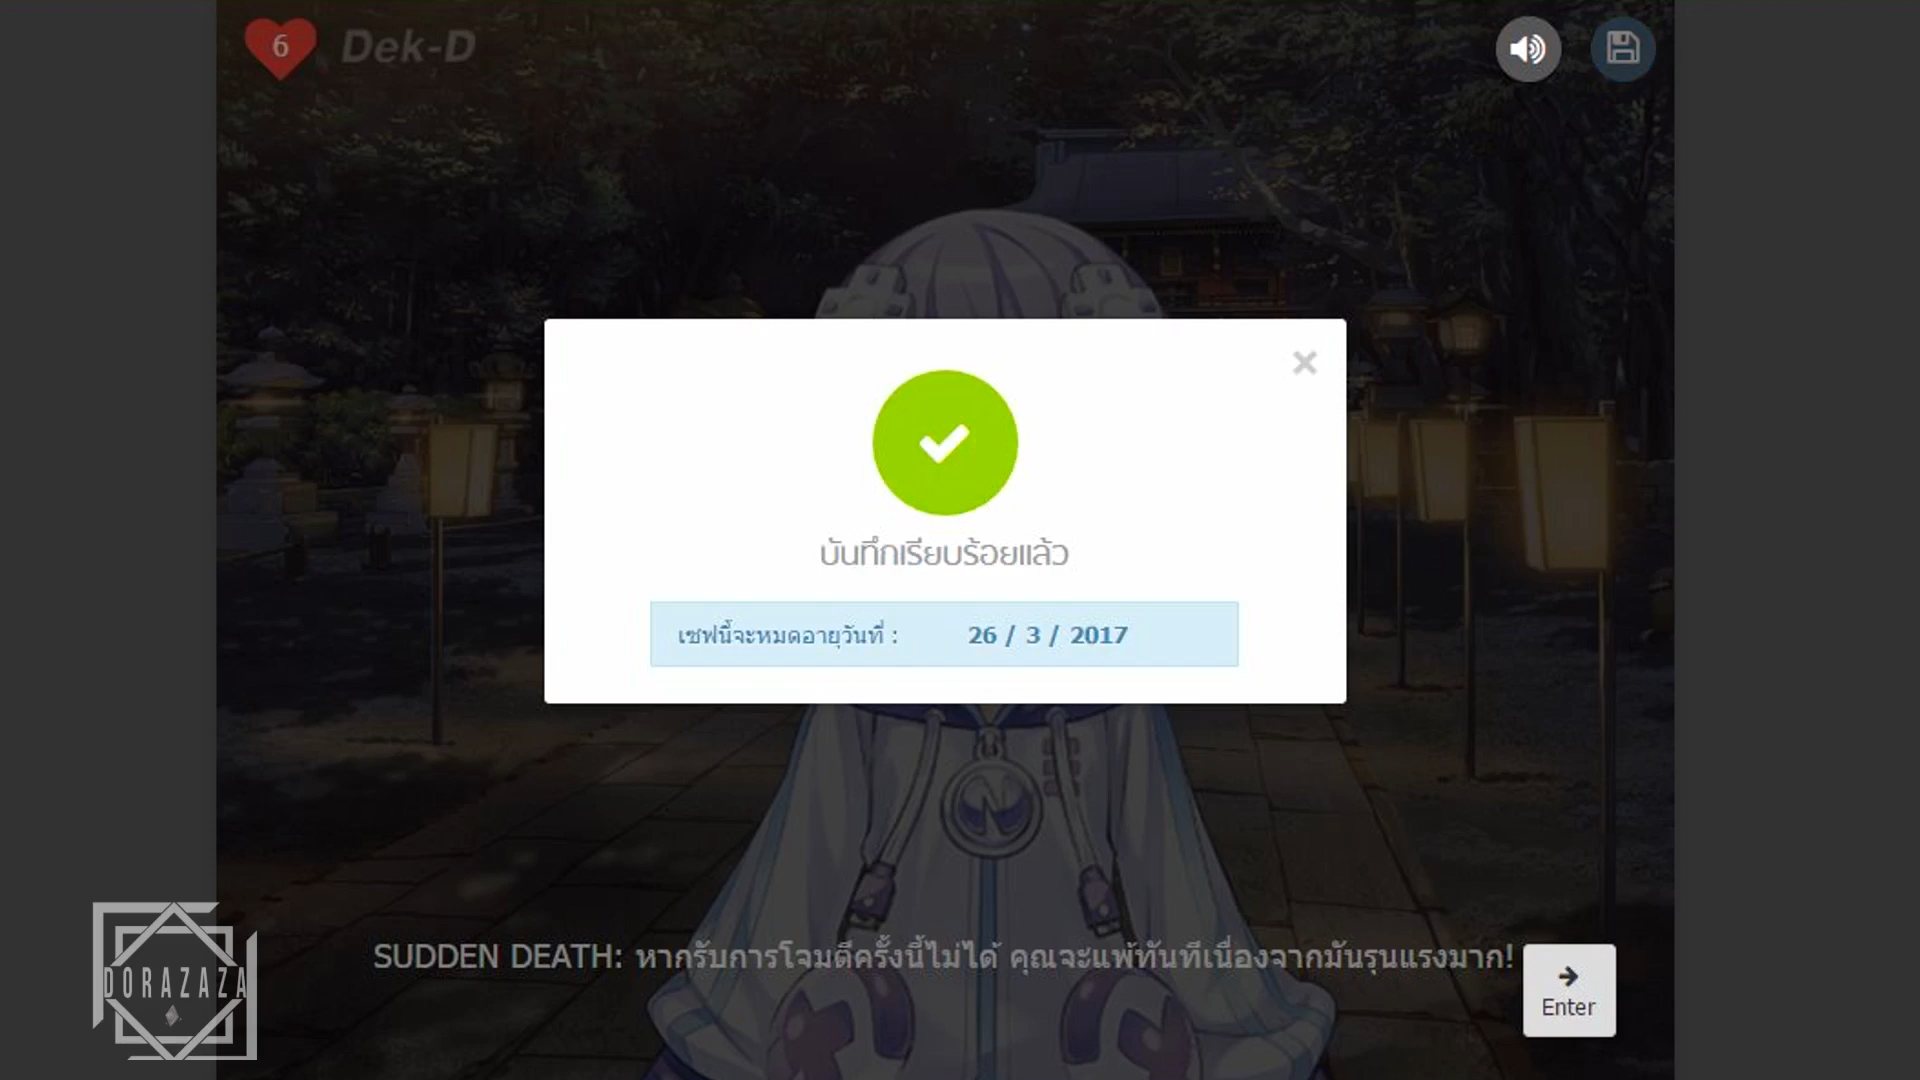 6
Dek-D
บันทึกเรียบร้อยแล้ว
เซฟนี้จะหมดอายุวันที่ : 26 / 3 / 2017
SUDDEN DEATH: หากรับการโจมตีครั้งนี้ไม่ได้ คุณจะแพ้ทันทีเนื่องจากมันรุนแรงมาก!
Enter
DORAZAZA